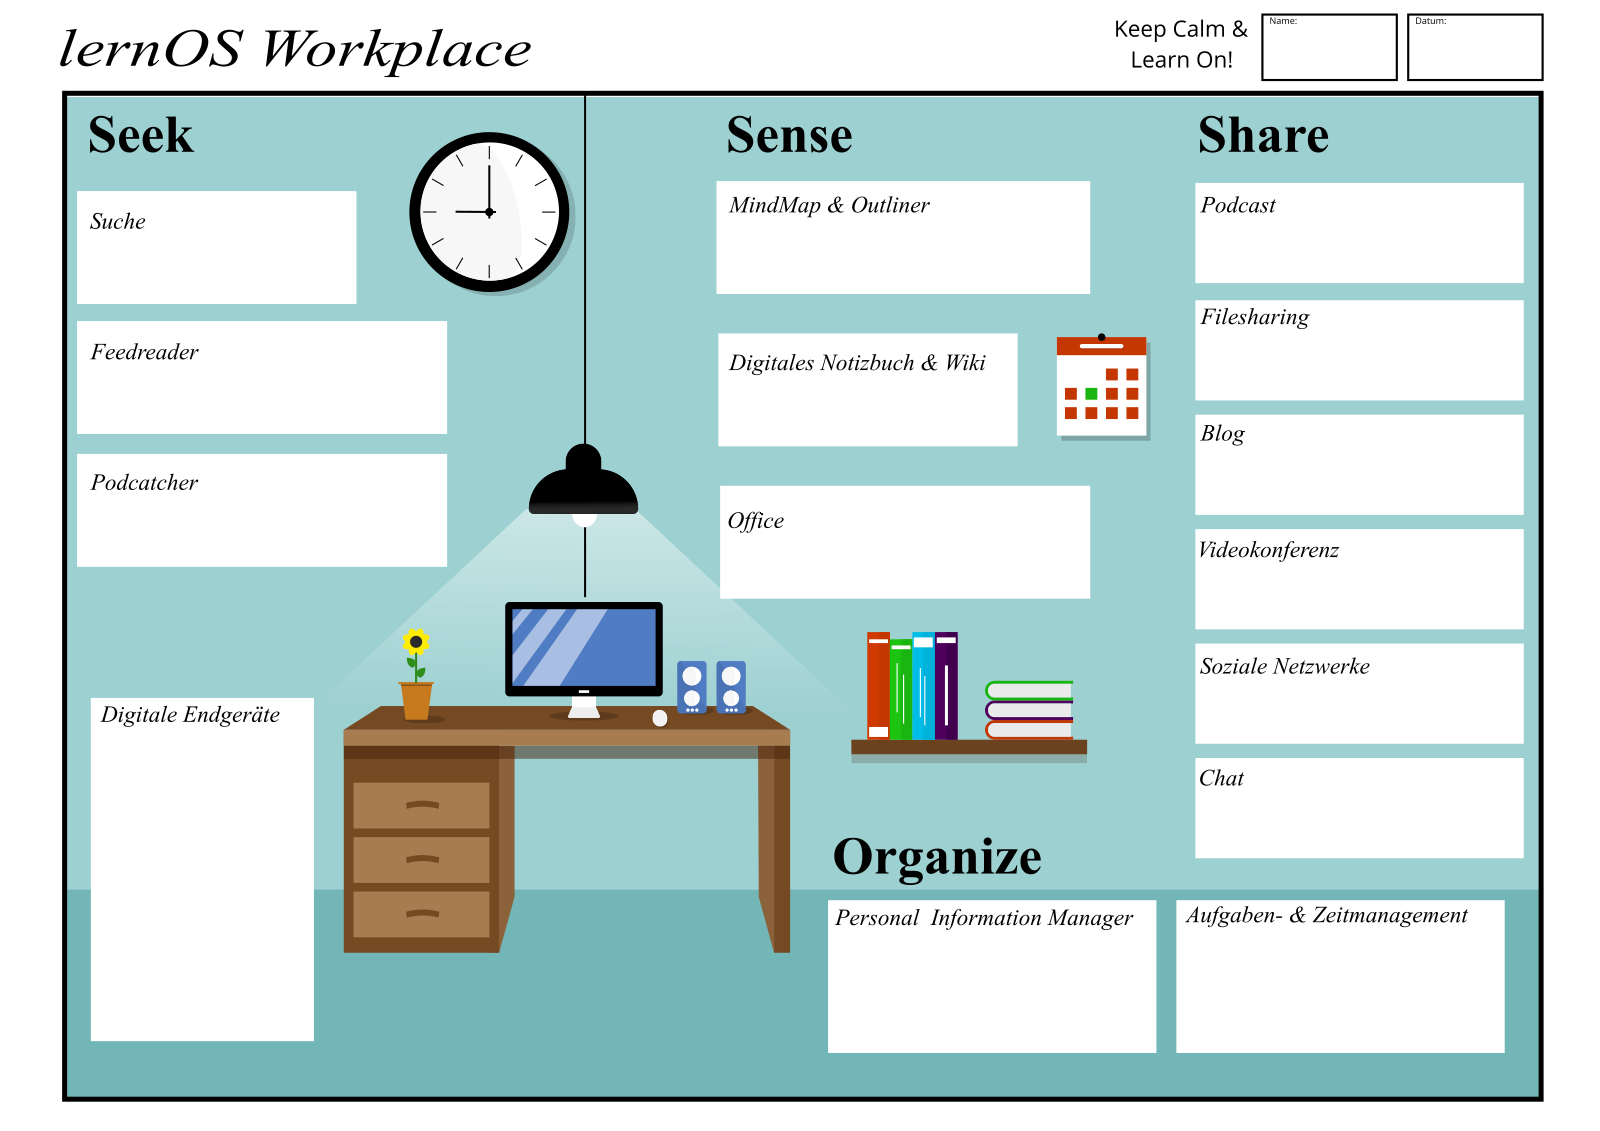 lernOS Workplace
Keep Calm &
Learn On!
Name:
Datum:
Seek
Suche
Feedreader
Podcatcher
Digitale Endgeräte
Sense
MindMap & Outliner
Digitales Notizbuch & Wiki
Office
Share
Podcast
Filesharing
Blog
Videokonferenz
Soziale Netzwerke
Chat
Organize
Personal  Information Manager
Aufgaben- & Zeitmanagement